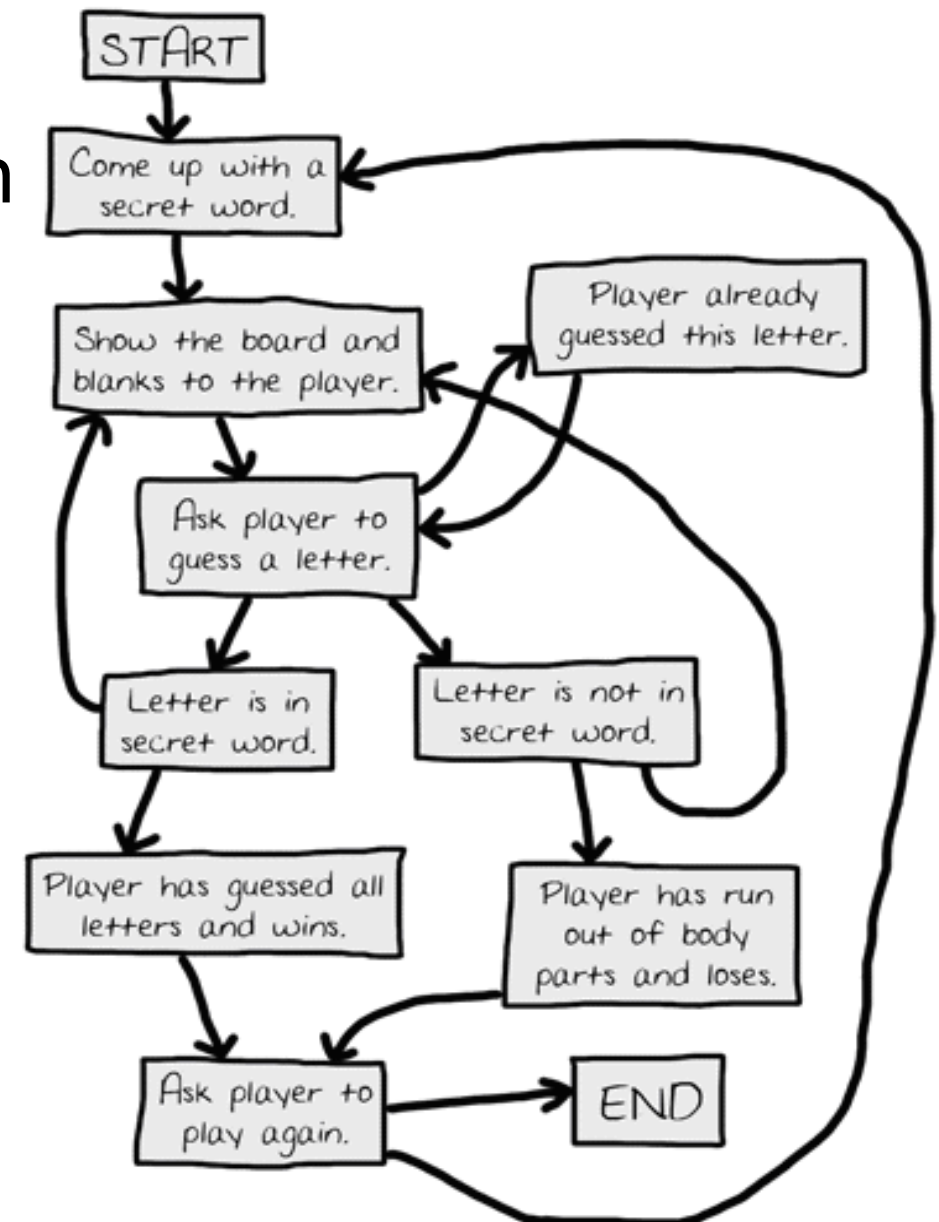 START
n
Come up with a
secret word.
Show the board and
blanks to the player.
Player already
guessed this letter.
Ask player to
guess a letter.
Letter is in
secret word.
Letter is not in
secret word.
Player has guessed all
letters and wins.
Player has run
out of body
parts and loses.
Ask player to
play again.
END